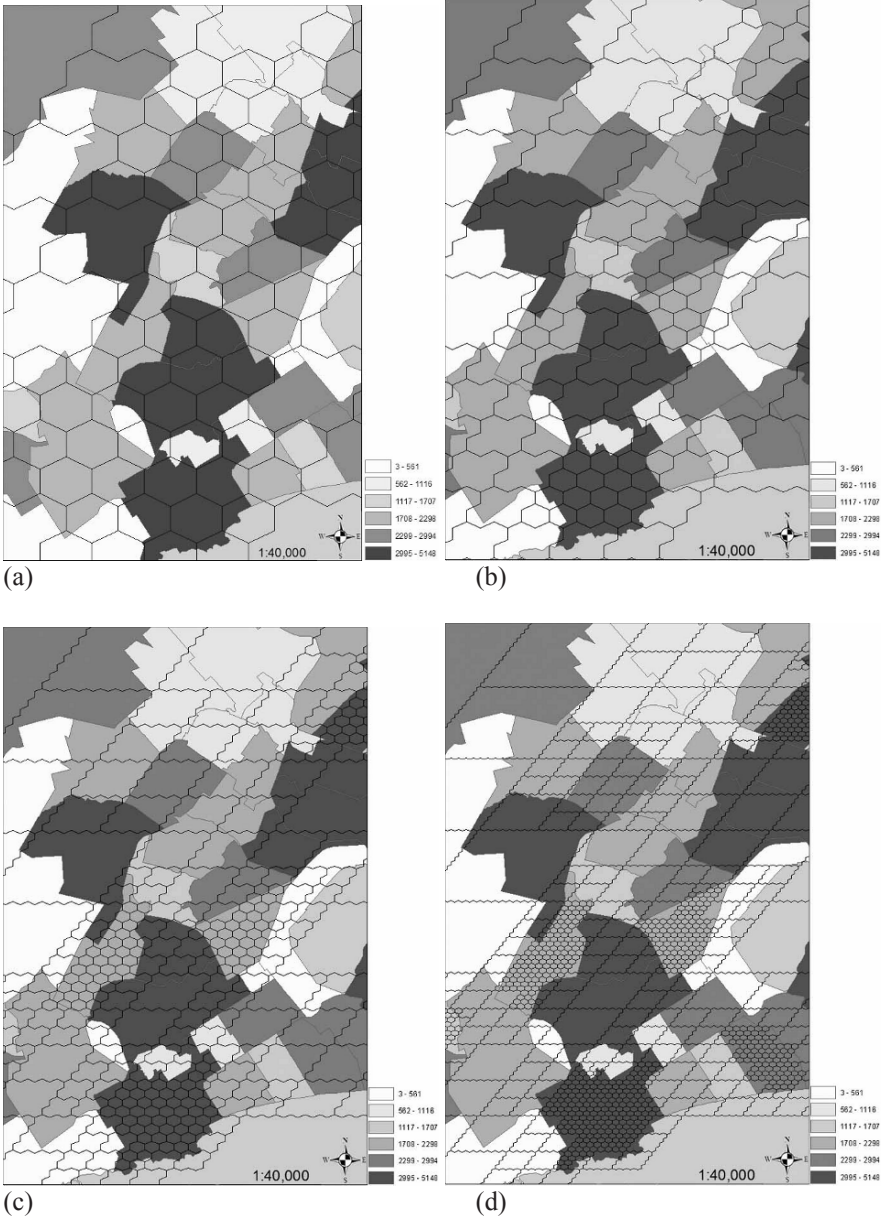 3 - 561
562 - 1116
1117 - 1707
1708 - 2298
2299 - 2994
2995 - 5148
N
W E
S
1:40,000
(a)
3 - 561
562 - 1116
1117 - 1707
1708 - 2298
2299 - 2994
2995 - 5148
N
W E
S
1:40,000
(b)
3 - 561
562 - 1116
1117 - 1707
1708 - 2298
2299 - 2994
2995 - 5148
N
W E
S
1:40,000
(c)
3 - 561
562 - 1116
1117 - 1707
1708 - 2298
2299 - 2994
2995 - 5148
N
W E
S
1:40,000
(d)